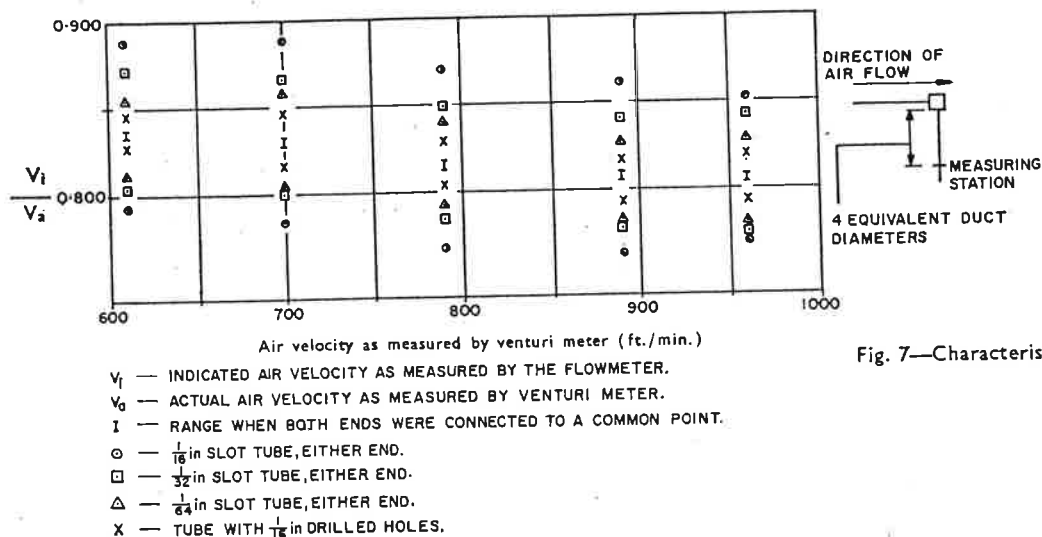 0·900
0·800
Vi
Va
600
700
800
900
1000
Air velocity as measured by venturi meter (ft./min.)
DIRECTION OF
AIR FLOW
MEASURING
STATION
4 EQUIVALENT DUCT
DIAMETERS
Fig. 7—Characteris
Vi — INDICATED AIR VELOCITY AS MEASURED BY THE FLOWMETER.
Va — ACTUAL AIR VELOCITY AS MEASURED BY VENTURI METER.
I — RANGE WHEN BOTH ENDS WERE CONNECTED TO A COMMON POINT.
⊙ — 1/16 in SLOT TUBE, EITHER END.
⊡ — 1/32 in SLOT TUBE, EITHER END.
◬ — 1/64 in SLOT TUBE, EITHER END.
X — TUBE WITH 1/16 in DRILLED HOLES.